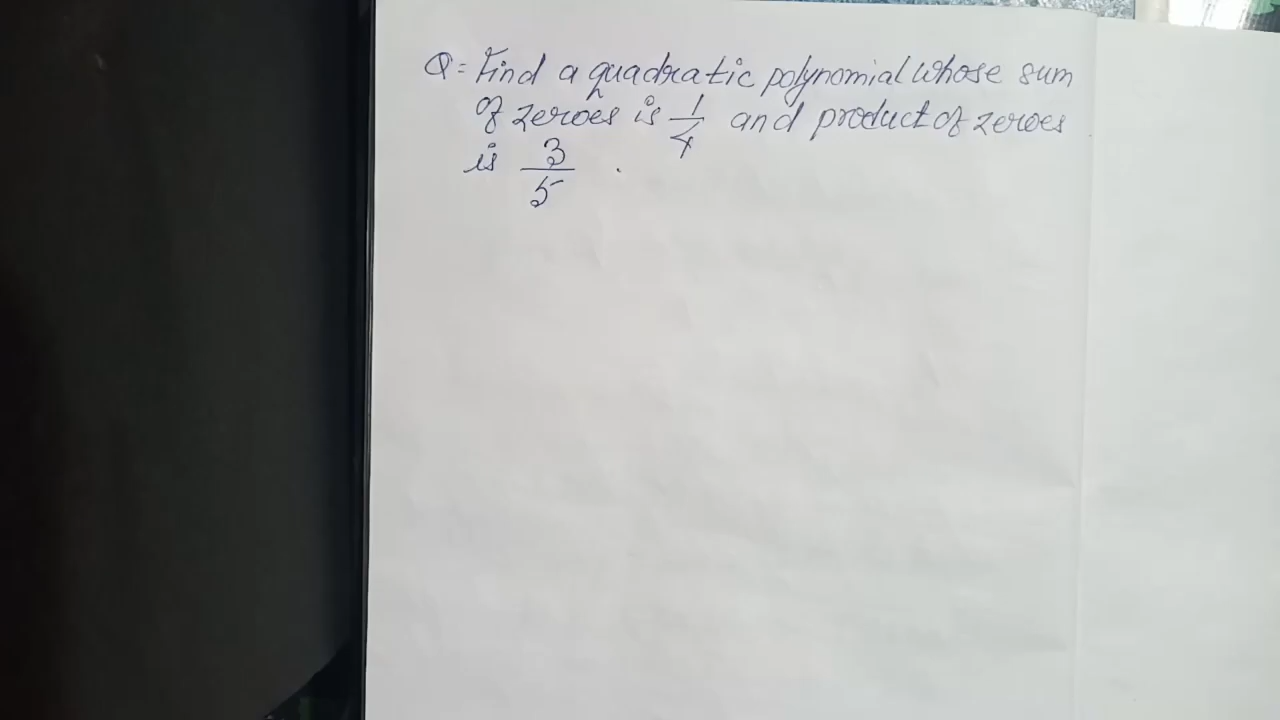 Q = Find a quadratic polynomial whose sum
of zeroes is 1/4 and product of zeroes
is 3/5 .